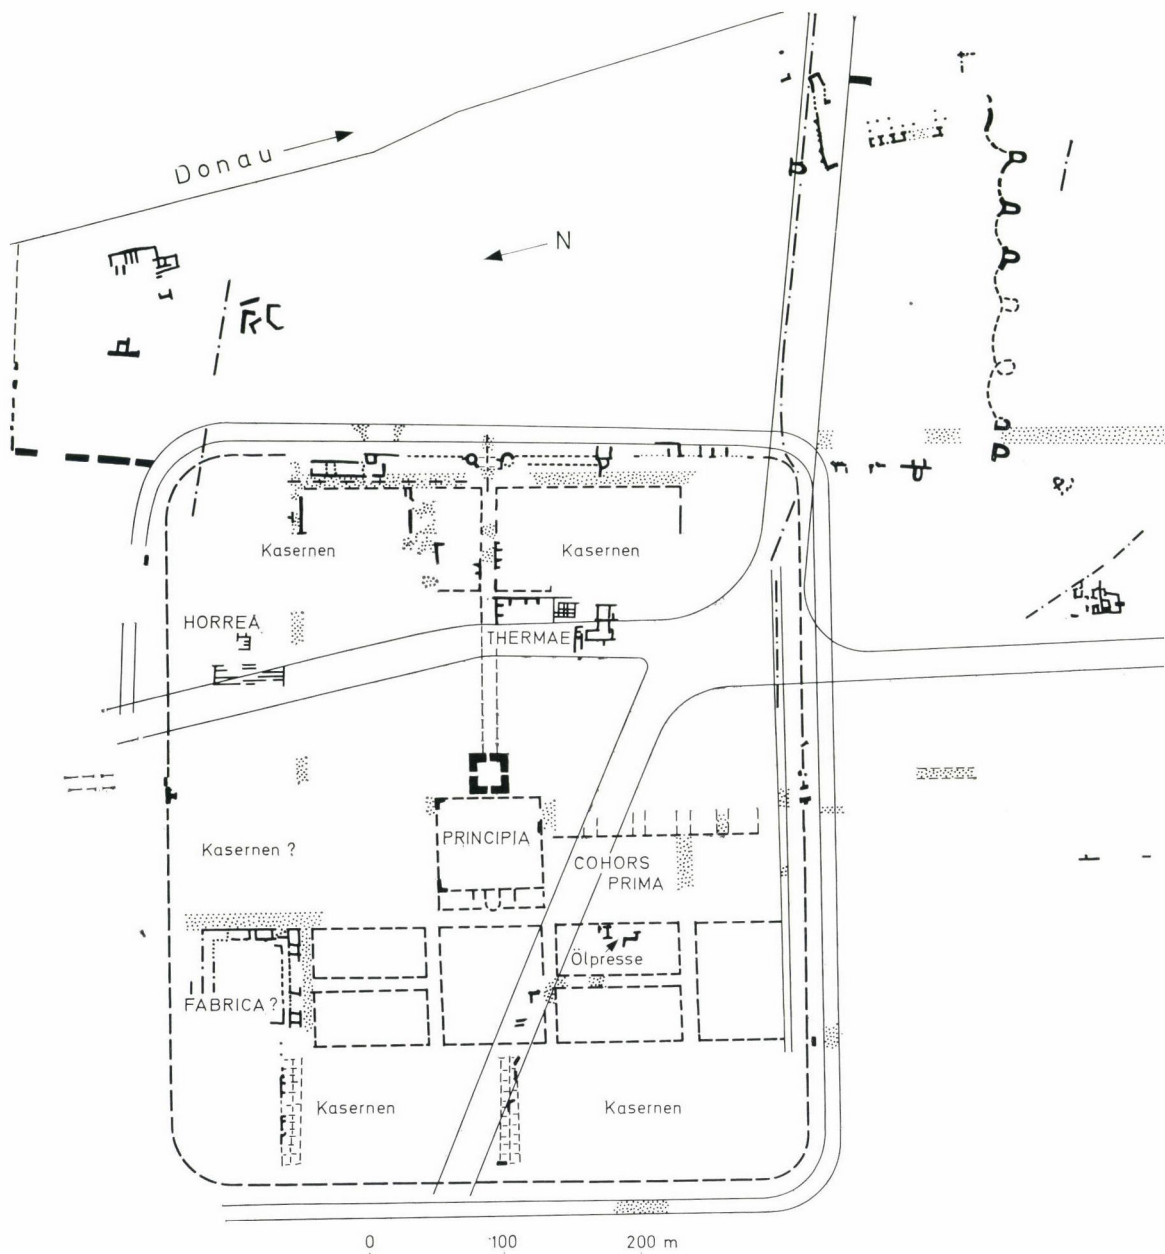 Donau
N
Kasernen
Kasernen
HORREA
THERMAE
PRINCIPIA
Kasernen ?
COHORS
PRIMA
Ölpresse
FABRICA ?
Kasernen
Kasernen
0 100 200 m